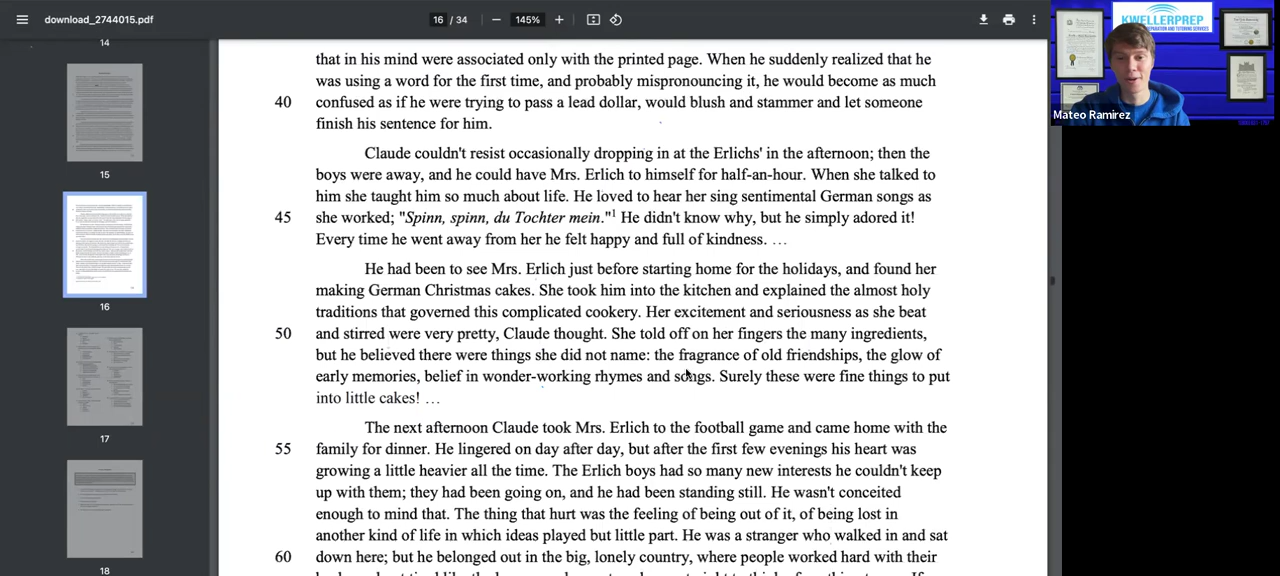 download_2744015.pdf
16 / 34
145%
14
15
16
17
18
that in his mind were associated only with the printed page. When he suddenly realized that he
was using a word for the first time, and probably mispronouncing it, he would become as much
40 confused as if he were trying to pass a lead dollar, would blush and stammer and let someone
finish his sentence for him.
Claude couldn't resist occasionally dropping in at the Erlichs' in the afternoon; then the
boys were away, and he could have Mrs. Erlich to himself for half-an-hour. When she talked to
him she taught him so much about life. He loved to hear her sing sentimental German songs as
45 she worked; "Spinn, spinn, du Tochter mein."1 He didn't know why, but he simply adored it!
Every time he went away from her he felt happy and full of kindness. …
He had been to see Mrs. Erlich just before starting home for the holidays, and found her
making German Christmas cakes. She took him into the kitchen and explained the almost holy
traditions that governed this complicated cookery. Her excitement and seriousness as she beat
50 and stirred were very pretty, Claude thought. She told off on her fingers the many ingredients,
but he believed there were things she did not name: the fragrance of old friendships, the glow of
early memories, belief in wonder-working rhymes and songs. Surely these were fine things to put
into little cakes! …
The next afternoon Claude took Mrs. Erlich to the football game and came home with the
55 family for dinner. He lingered on day after day, but after the first few evenings his heart was
growing a little heavier all the time. The Erlich boys had so many new interests he couldn't keep
up with them; they had been going on, and he had been standing still. He wasn't conceited
enough to mind that. The thing that hurt was the feeling of being out of it, of being lost in
another kind of life in which ideas played but little part. He was a stranger who walked in and sat
60 down here; but he belonged out in the big, lonely country, where people worked hard with their
KWELLERPREP
Mateo Ramirez